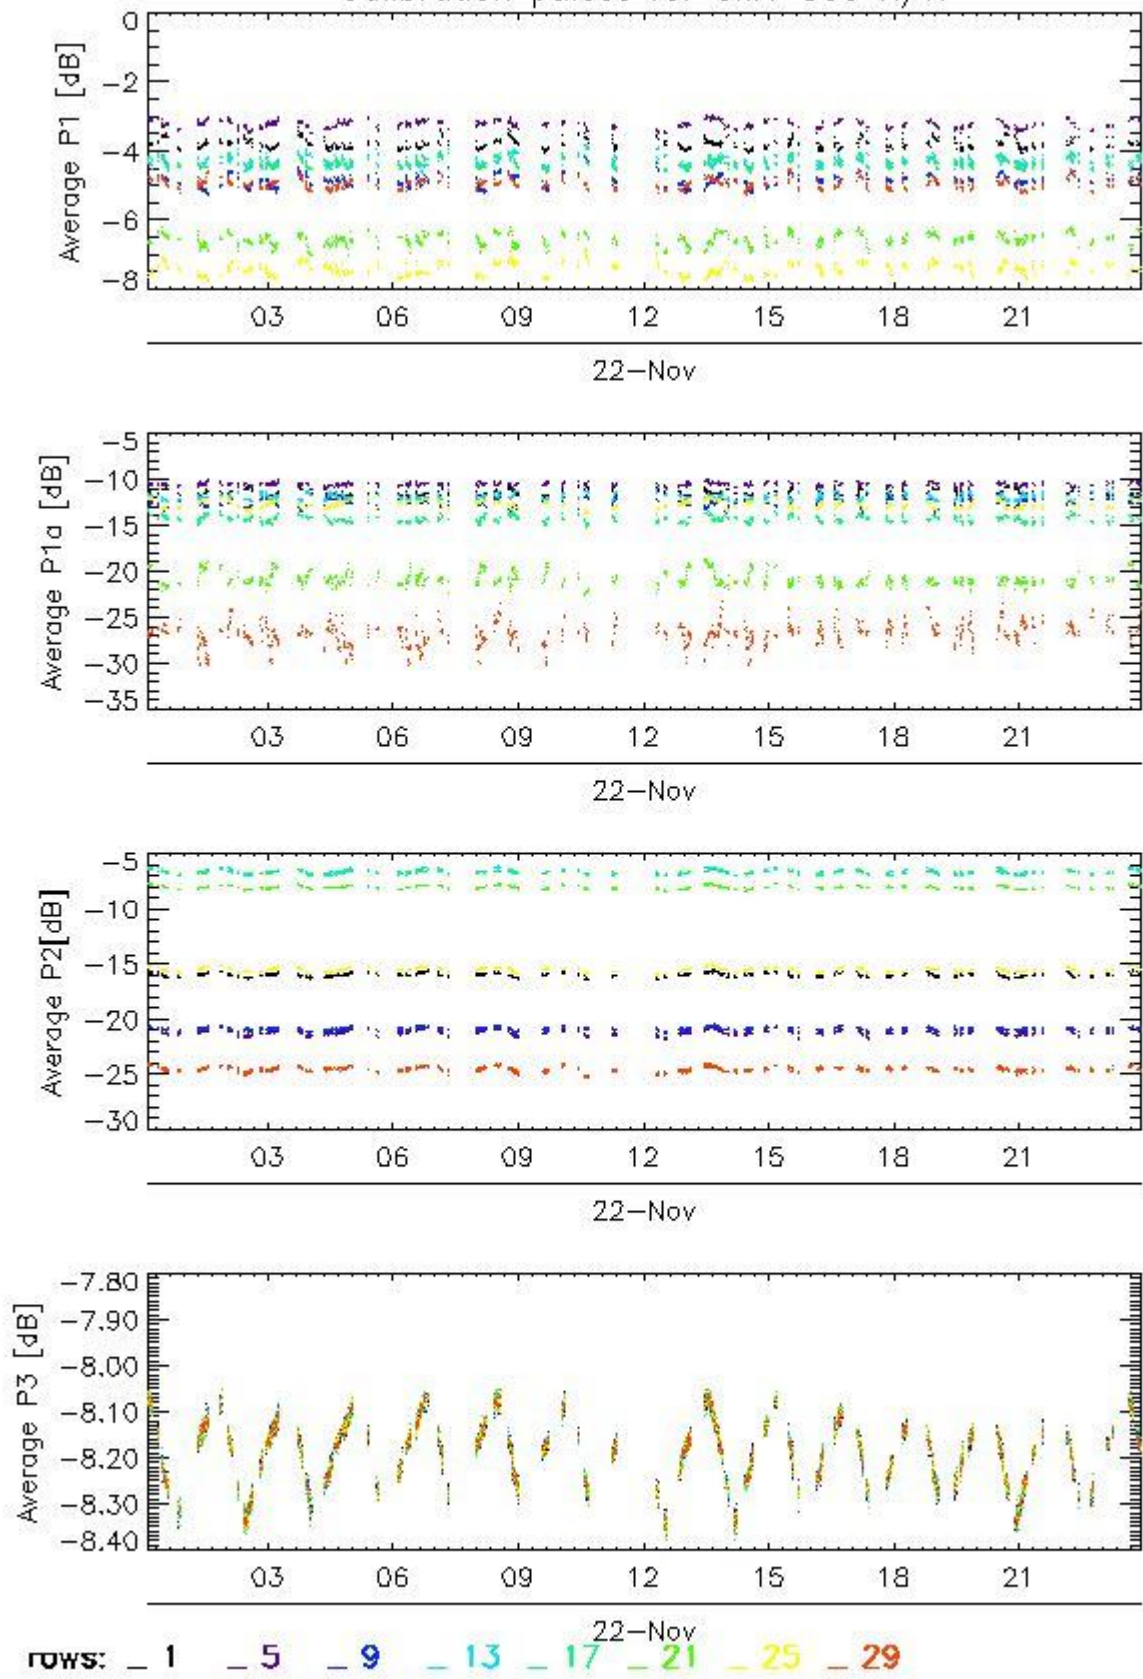 0
−2
−4
−6
−8
Average P1 [dB]
03 06 09 12 15 18 21
22−Nov
−5
−10
−15
−20
−25
−30
−35
Average P1a [dB]
03 06 09 12 15 18 21
22−Nov
−5
−10
−15
−20
−25
−30
Average P2[dB]
03 06 09 12 15 18 21
22−Nov
−7.80
−7.90
−8.00
−8.10
−8.20
−8.30
−8.40
Average P3 [dB]
03 06 09 12 15 18 21
22−Nov
rows: _ 1 _ 5 _ 9 _ 13 _ 17 _ 21 _ 25 _ 29